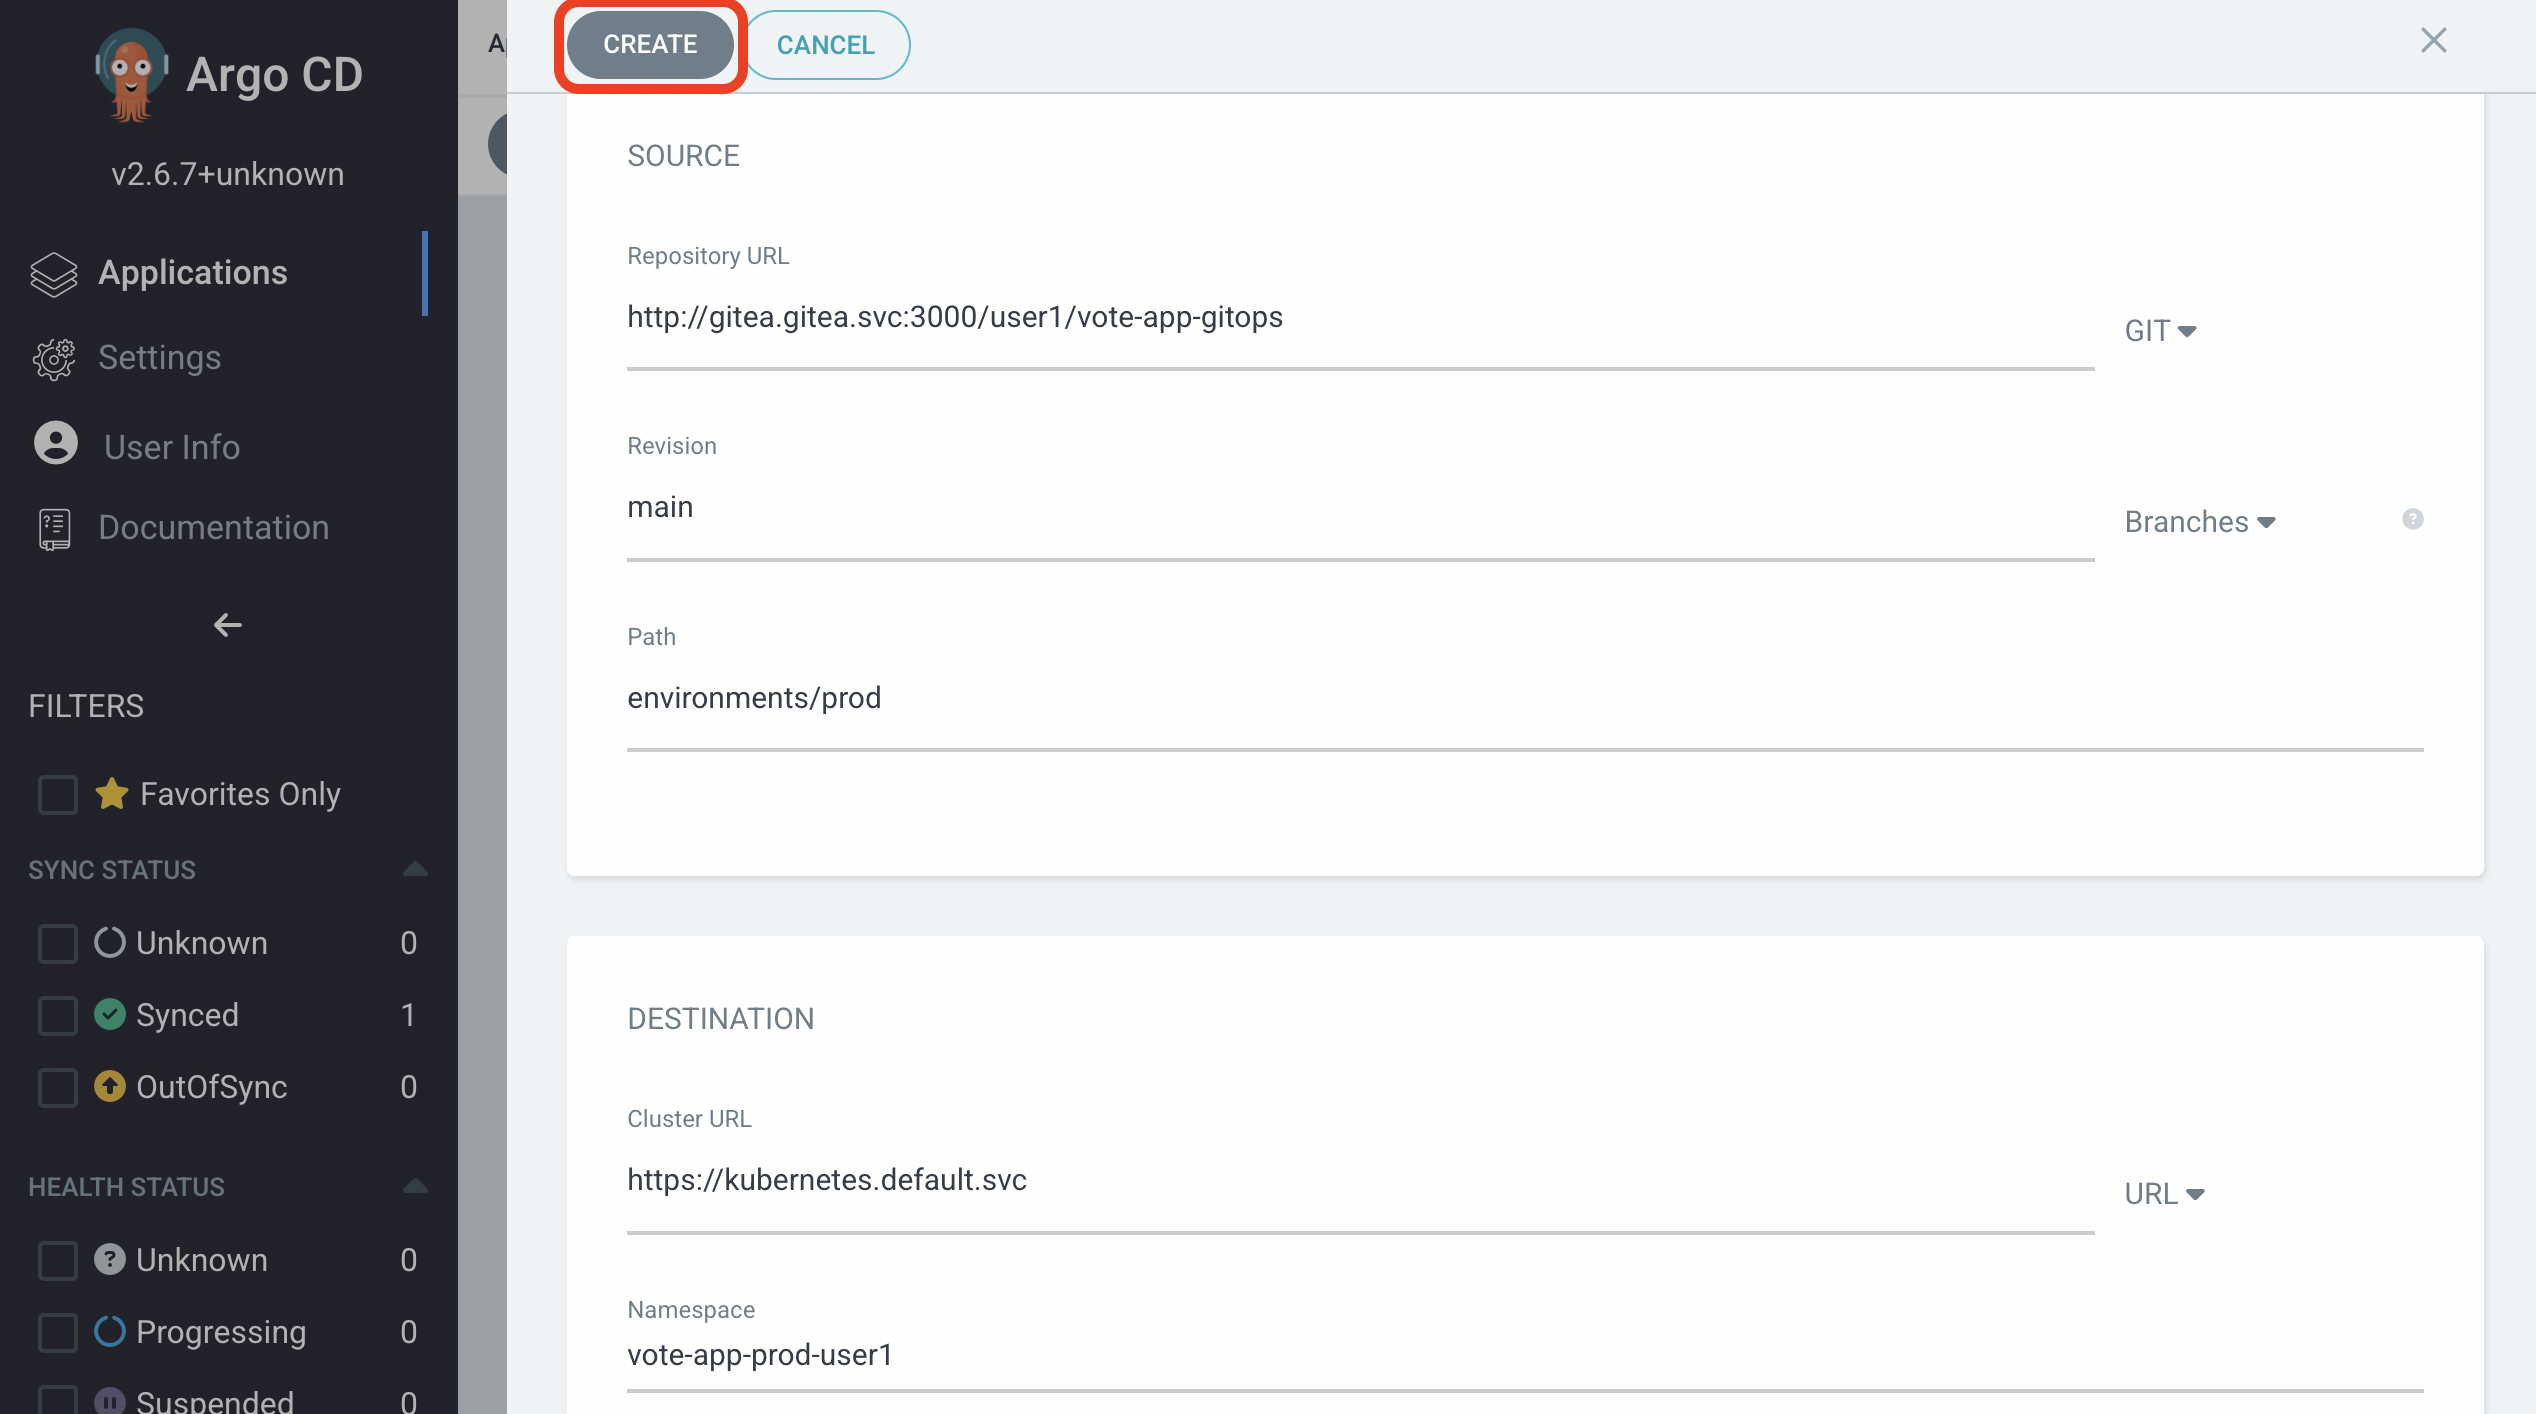 Argo CD
v2.6.7+unknown
Applications
Settings
User Info
Documentation
FILTERS
Favorites Only
SYNC STATUS
Unknown 0
Synced 1
OutOfSync 0
HEALTH STATUS
Unknown 0
Progressing 0
Suspended 0
CREATE CANCEL
SOURCE
Repository URL
http://gitea.gitea.svc:3000/user1/vote-app-gitops
GIT
Revision
main
Branches
Path
environments/prod
DESTINATION
Cluster URL
https://kubernetes.default.svc
URL
Namespace
vote-app-prod-user1